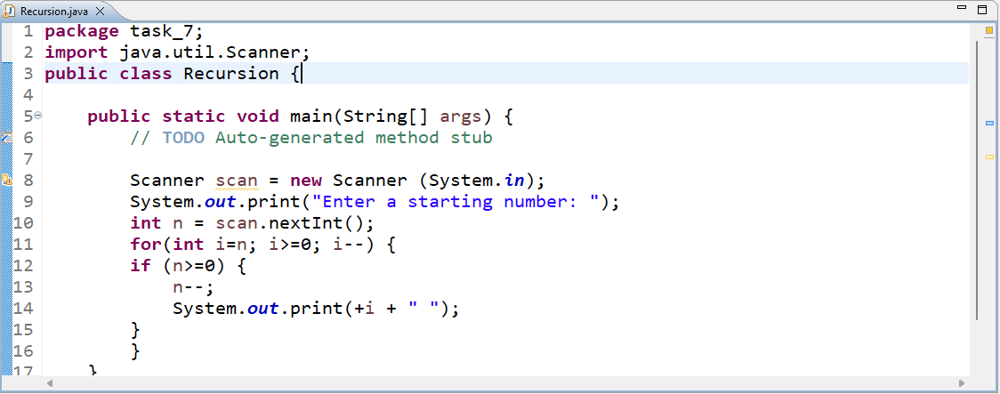 Recursion.java
1 package task_7;
2 import java.util.Scanner;
3 public class Recursion {
4
5     public static void main(String[] args) {
6         // TODO Auto-generated method stub
7
8         Scanner scan = new Scanner (System.in);
9         System.out.print("Enter a starting number: ");
10         int n = scan.nextInt();
11         for(int i=n; i>=0; i--) {
12         if (n>=0) {
13             n--;
14             System.out.print(+i + " ");
15         }
16         }
17     }